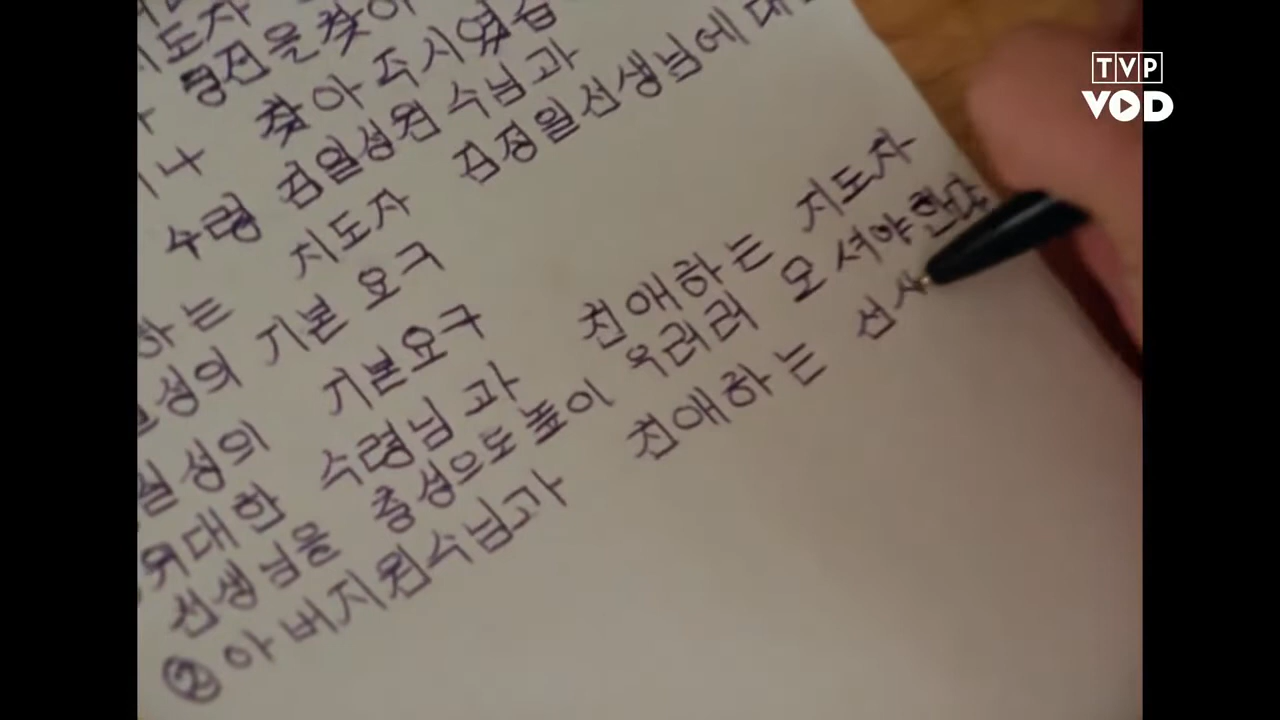 지도자
전을 찾아
나 찾아 주시였습
수령 김일성원수님과
하는 지도자 김정일선생님에 대
성의 기본 요구
성의 기본요구
위대한 수령님과 친애하는 지도자
선생님을 충성으로 높이 우러러 모셔야한다
② 아버지원수님과 친애하는 선
TVP
VOD